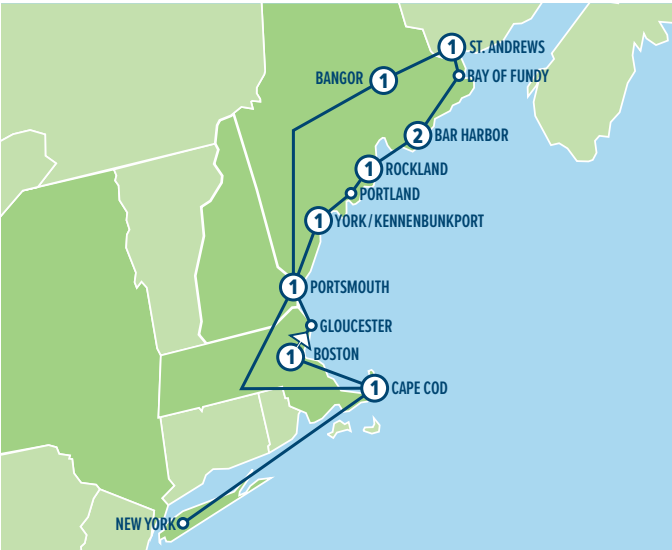 1 ST. ANDREWS
BANGOR 1
BAY OF FUNDY
2 BAR HARBOR
1 ROCKLAND
PORTLAND
1 YORK/KENNENBUNKPORT
1 PORTSMOUTH
GLOUCESTER
1 BOSTON
1 CAPE COD
NEW YORK